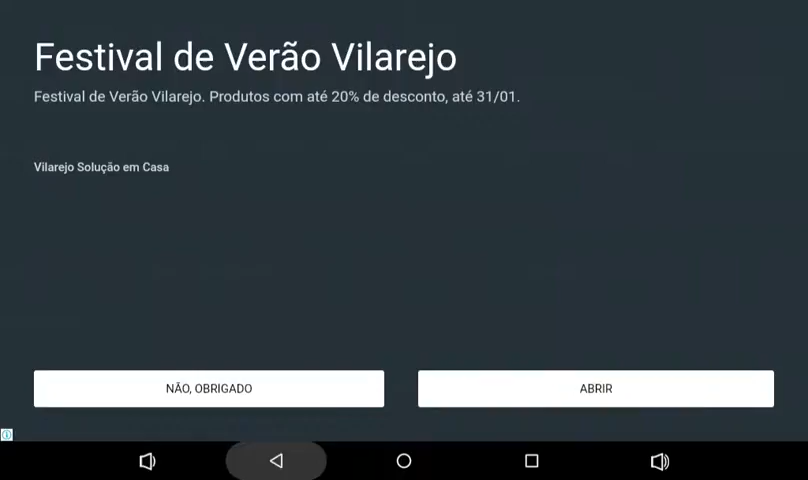 Festival de Verão Vilarejo
Festival de Verão Vilarejo. Produtos com até 20% de desconto, até 31/01.
Vilarejo Solução em Casa
NÃO, OBRIGADO
ABRIR